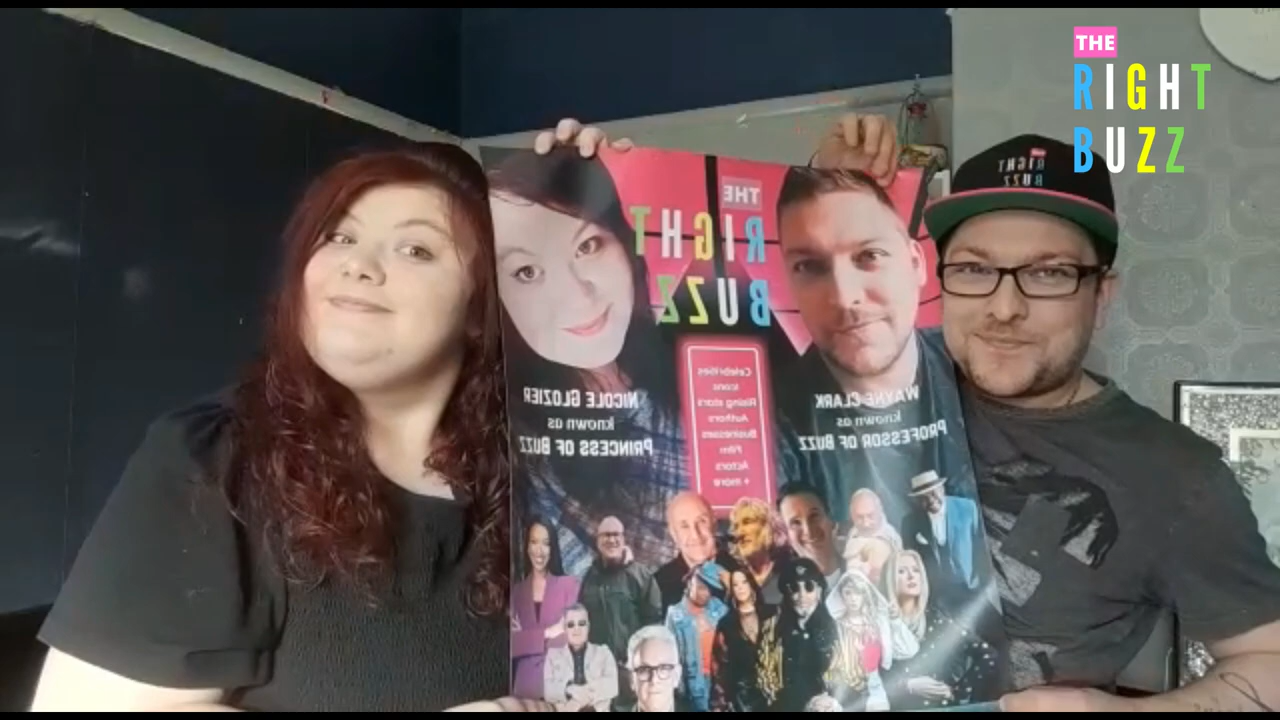 THE
RIGHT
BUZZ
THE
RIGHT
BUZZ
THE
RIGHT
BUZZ
NICOLE GLOZIER
known as
PRINCESS OF BUZZ
Celebrities
Icons
Rising stars
Authors
Businesses
Film
Actors
+ more
WAYNE CLARK
known as
PROFESSOR OF BUZZ